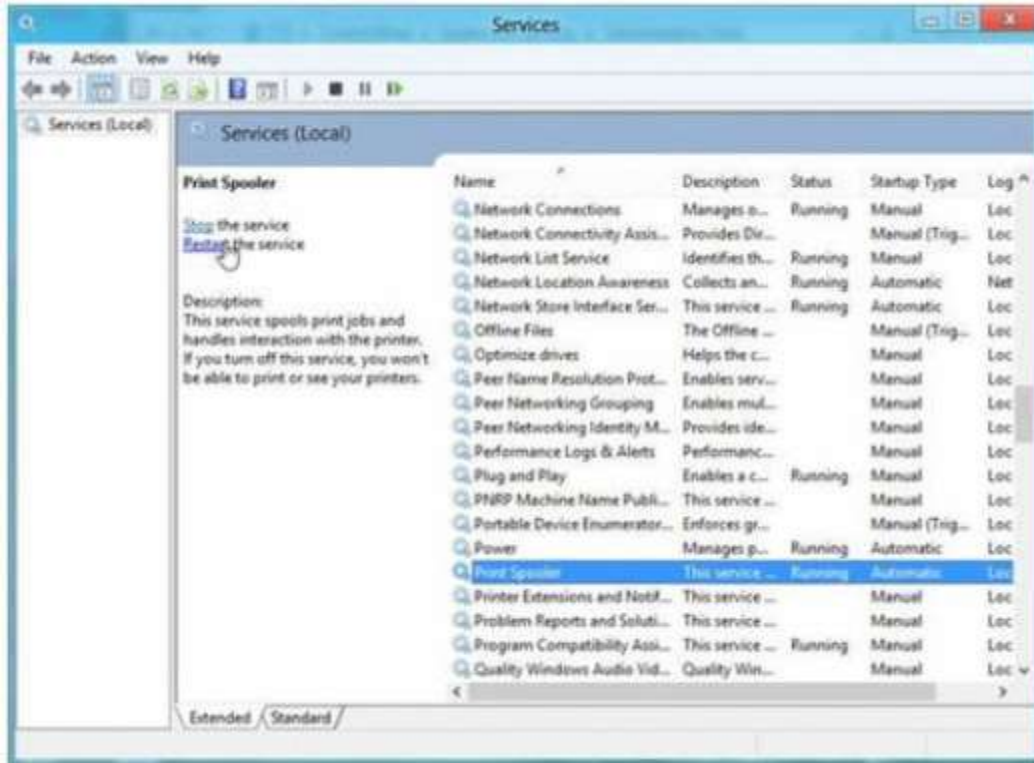 Services
File Action View Help
Services (Local)
Services (Local)
Print Spooler
Stop the service
Restart the service
Description:
This service spools print jobs and
handles interaction with the printer.
If you turn off this service, you won't
be able to print or see your printers.
Name Description Status Startup Type Log
Network Connections Manages o... Running Manual Loc
Network Connectivity Assis... Provides Dir... Manual (Trig... Loc
Network List Service Identifies th... Running Manual Loc
Network Location Awareness Collects an... Running Automatic Net
Network Store Interface Ser... This service ... Running Automatic Loc
Offline Files The Offline ... Manual (Trig... Loc
Optimize drives Helps the c... Manual Loc
Peer Name Resolution Prot... Enables serv... Manual Loc
Peer Networking Grouping Enables mul... Manual Loc
Peer Networking Identity M... Provides ide... Manual Loc
Performance Logs & Alerts Performanc... Manual Loc
Plug and Play Enables a c... Running Manual Loc
PNRP Machine Name Publi... This service ... Manual Loc
Portable Device Enumerator... Enforces gr... Manual (Trig... Loc
Power Manages p... Running Automatic Loc
Print Spooler This service ... Running Automatic Loc
Printer Extensions and Notif... This service ... Manual Loc
Problem Reports and Soluti... This service ... Manual Loc
Program Compatibility Assi... This service ... Running Manual Loc
Quality Windows Audio Vid... Quality Win... Manual Loc
Extended Standard